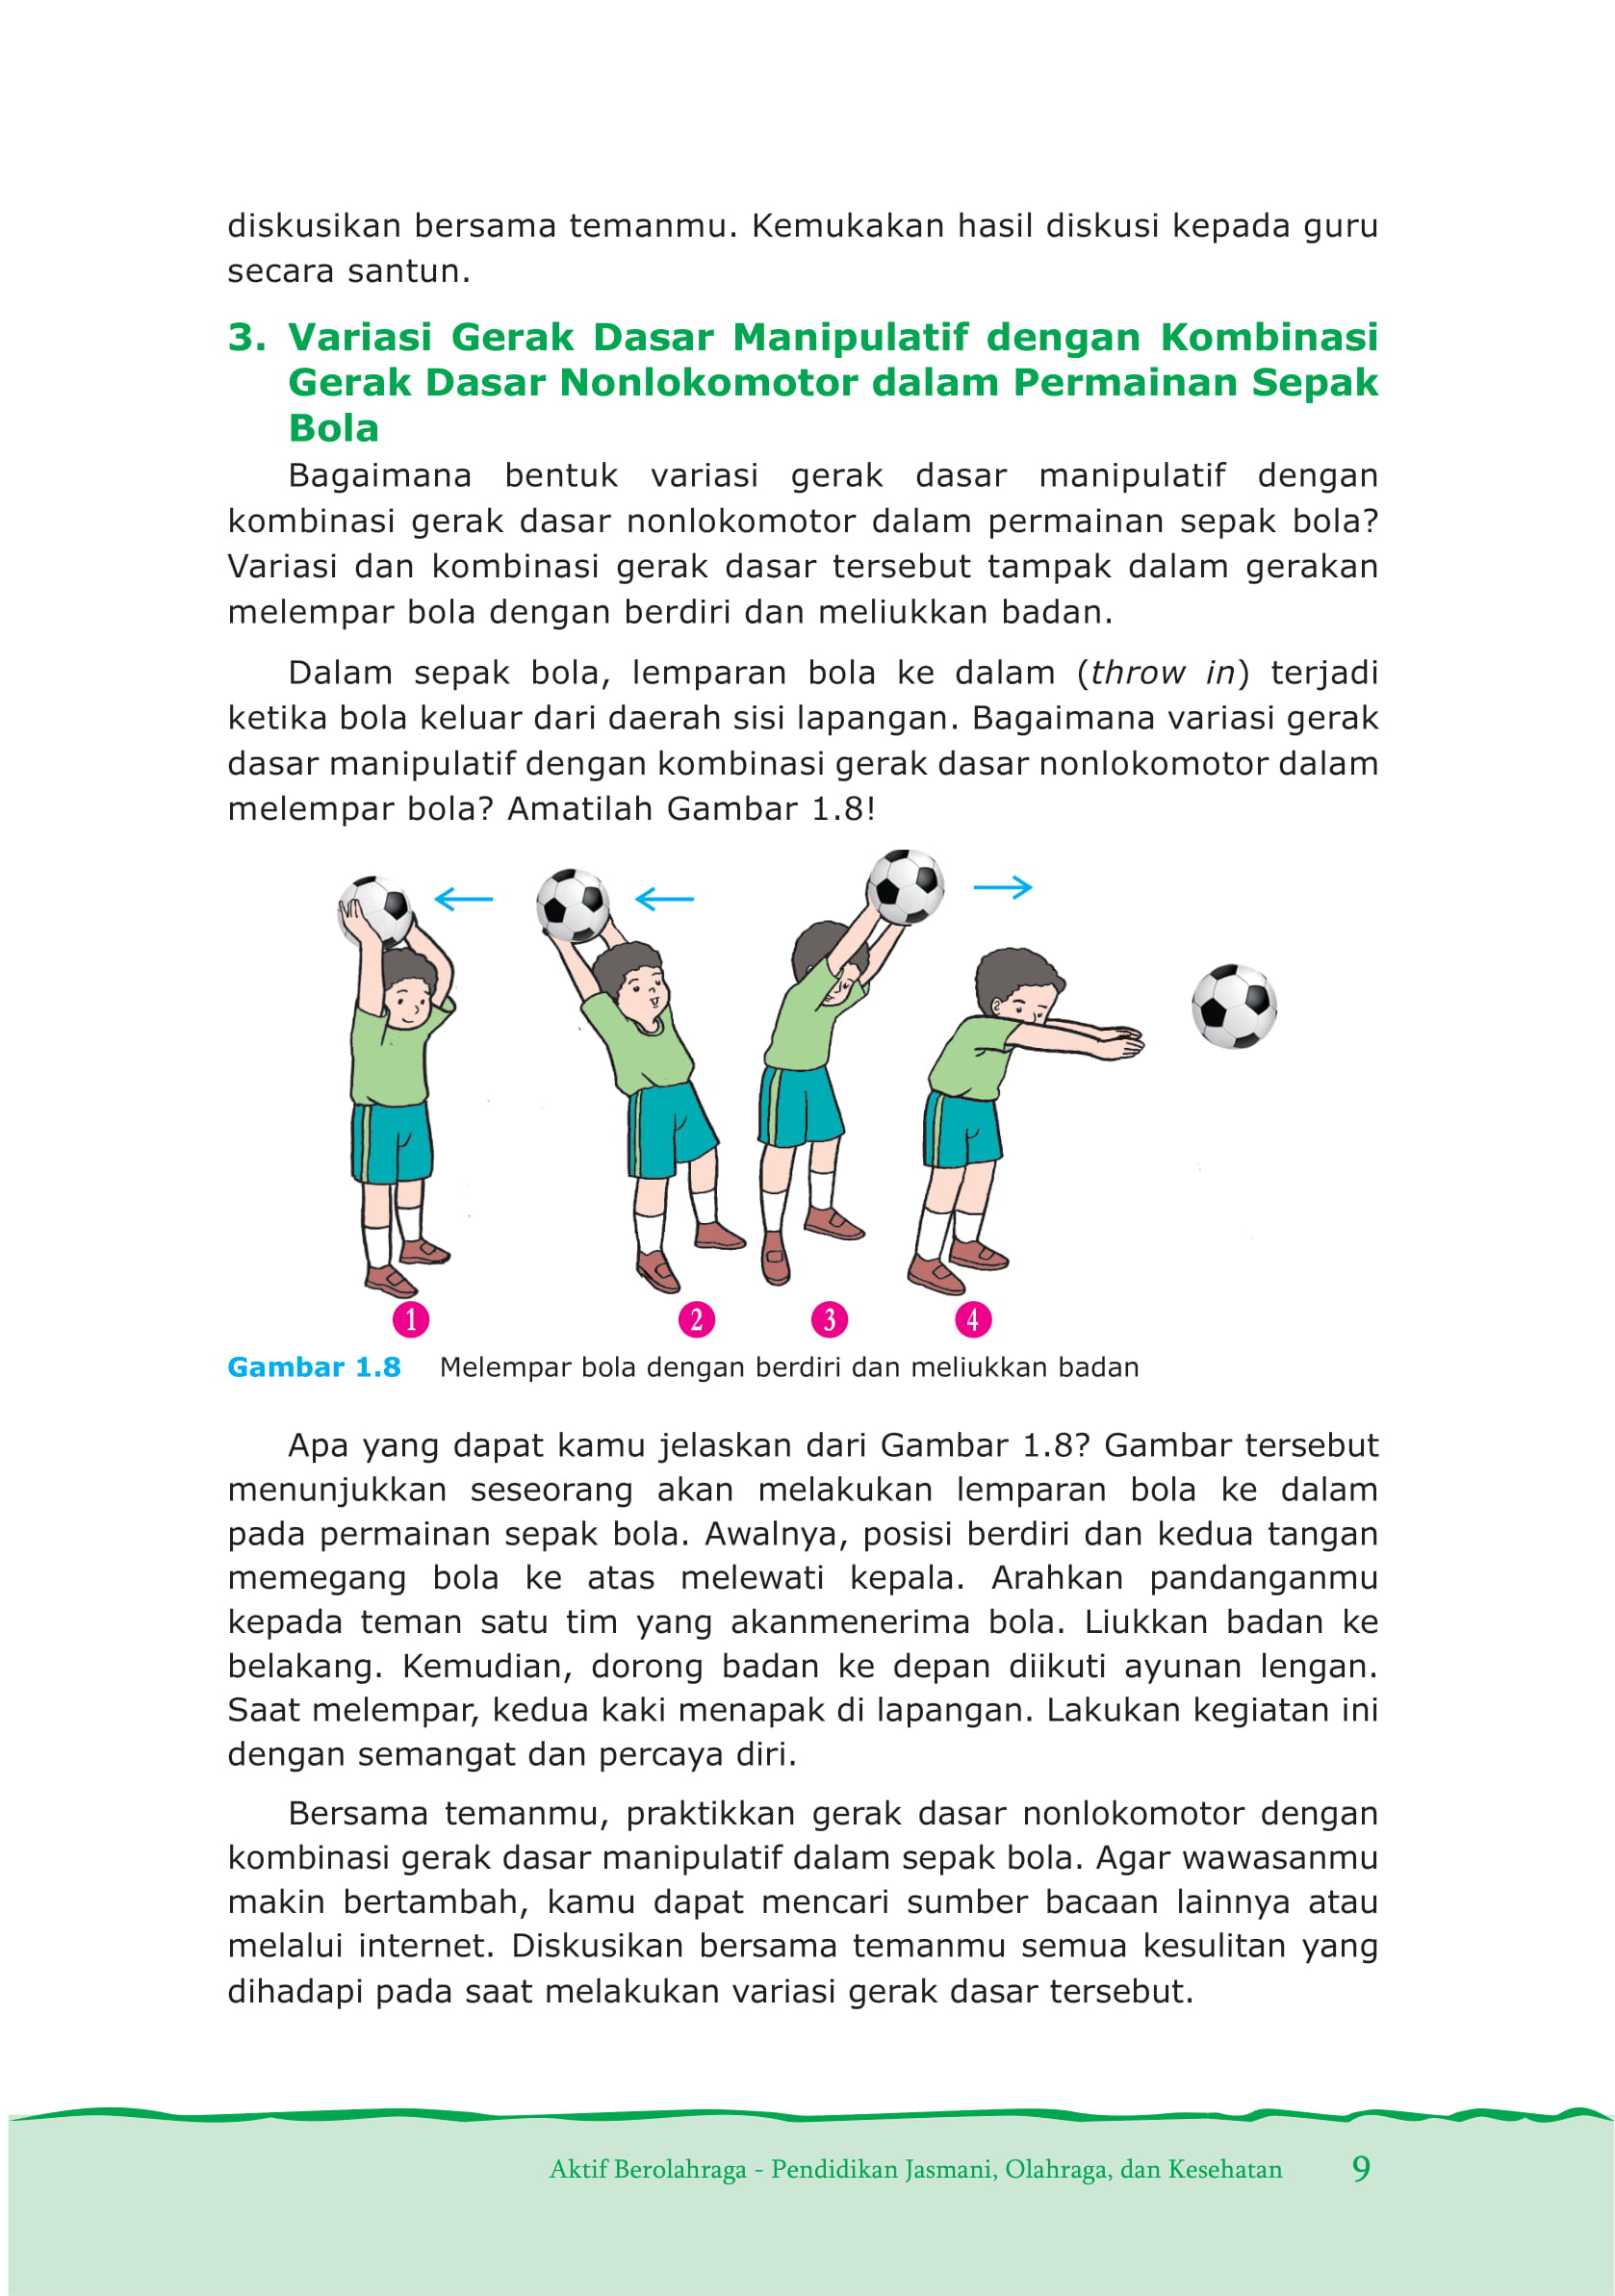 diskusikan bersama temanmu. Kemukakan hasil diskusi kepada guru
secara santun.
3. Variasi Gerak Dasar Manipulatif dengan Kombinasi
Gerak Dasar Nonlokomotor dalam Permainan Sepak
Bola
Bagaimana bentuk variasi gerak dasar manipulatif dengan
kombinasi gerak dasar nonlokomotor dalam permainan sepak bola?
Variasi dan kombinasi gerak dasar tersebut tampak dalam gerakan
melempar bola dengan berdiri dan meliukkan badan.
Dalam sepak bola, lemparan bola ke dalam (throw in) terjadi
ketika bola keluar dari daerah sisi lapangan. Bagaimana variasi gerak
dasar manipulatif dengan kombinasi gerak dasar nonlokomotor dalam
melempar bola? Amatilah Gambar 1.8!
1 2 3 4
Gambar 1.8 Melempar bola dengan berdiri dan meliukkan badan
Apa yang dapat kamu jelaskan dari Gambar 1.8? Gambar tersebut
menunjukkan seseorang akan melakukan lemparan bola ke dalam
pada permainan sepak bola. Awalnya, posisi berdiri dan kedua tangan
memegang bola ke atas melewati kepala. Arahkan pandanganmu
kepada teman satu tim yang akanmenerima bola. Liukkan badan ke
belakang. Kemudian, dorong badan ke depan diikuti ayunan lengan.
Saat melempar, kedua kaki menapak di lapangan. Lakukan kegiatan ini
dengan semangat dan percaya diri.
Bersama temanmu, praktikkan gerak dasar nonlokomotor dengan
kombinasi gerak dasar manipulatif dalam sepak bola. Agar wawasanmu
makin bertambah, kamu dapat mencari sumber bacaan lainnya atau
melalui internet. Diskusikan bersama temanmu semua kesulitan yang
dihadapi pada saat melakukan variasi gerak dasar tersebut.
Aktif Berolahraga - Pendidikan Jasmani, Olahraga, dan Kesehatan 9